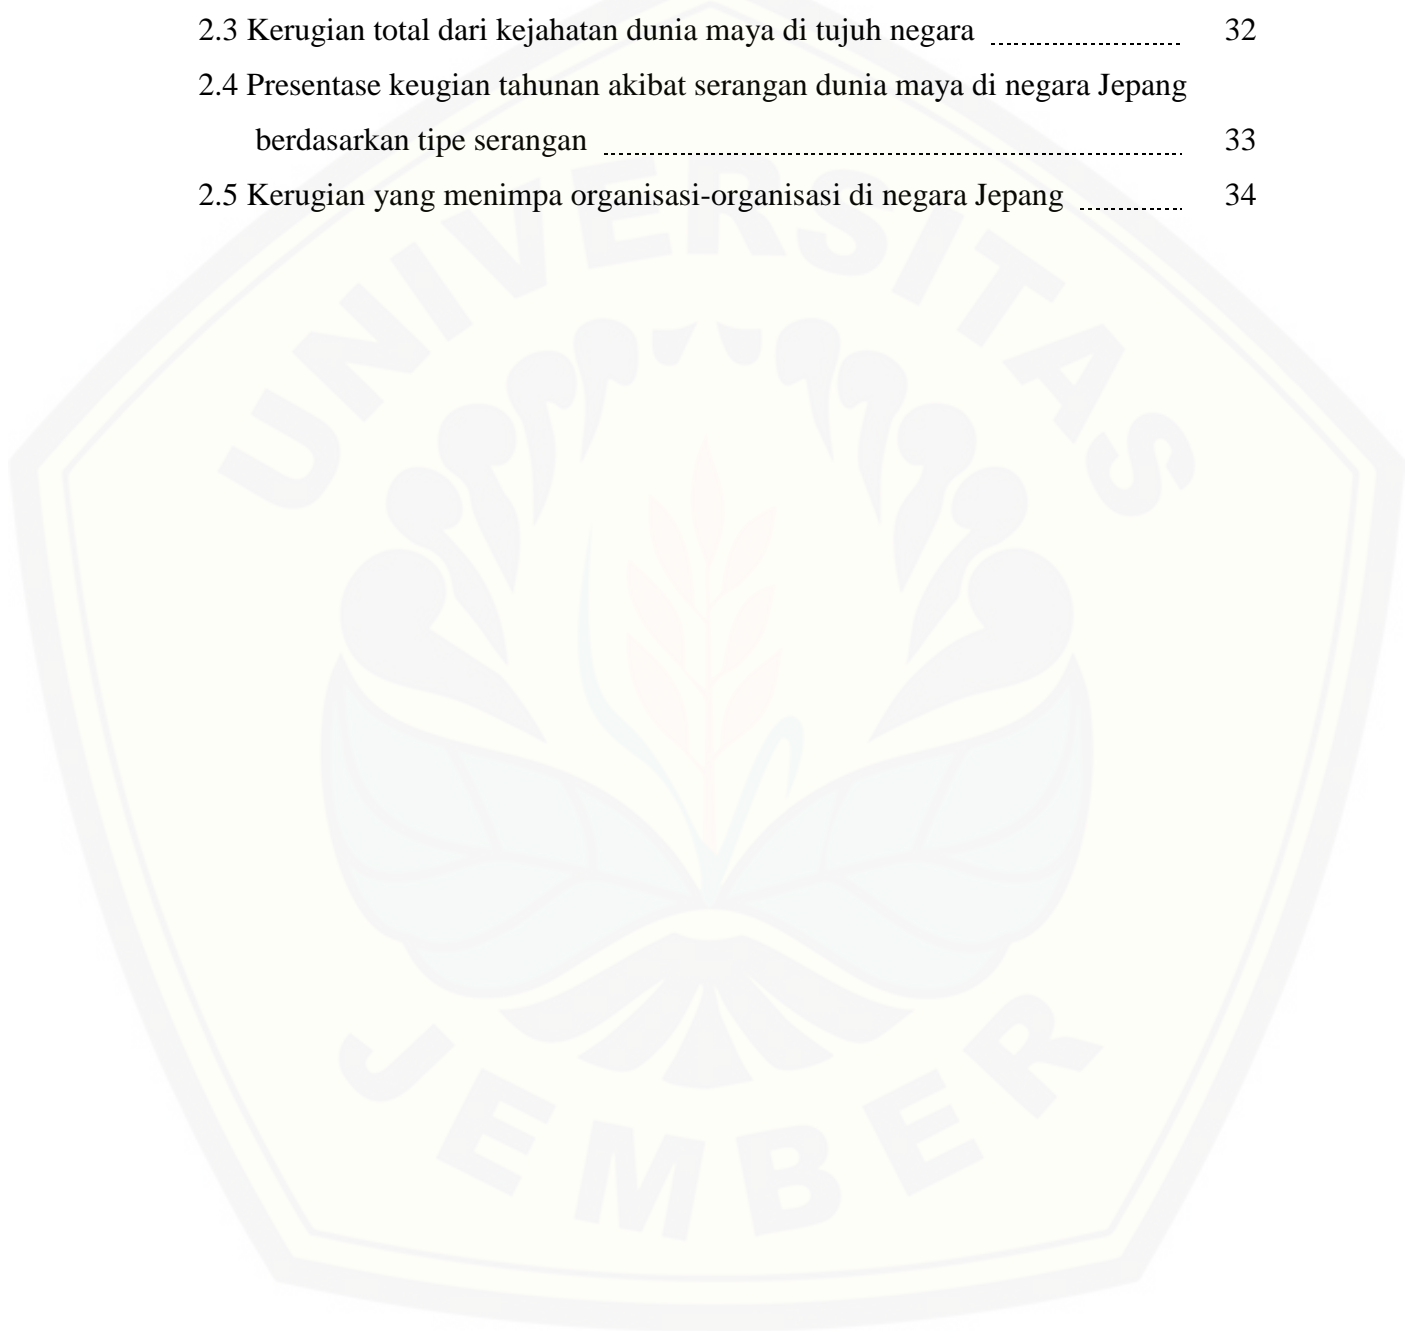 2.3 Kerugian total dari kejahatan dunia maya di tujuh negara 32
2.4 Presentase keugian tahunan akibat serangan dunia maya di negara Jepang
berdasarkan tipe serangan 33
2.5 Kerugian yang menimpa organisasi-organisasi di negara Jepang 34
UNIVERSITAS
JEMBER